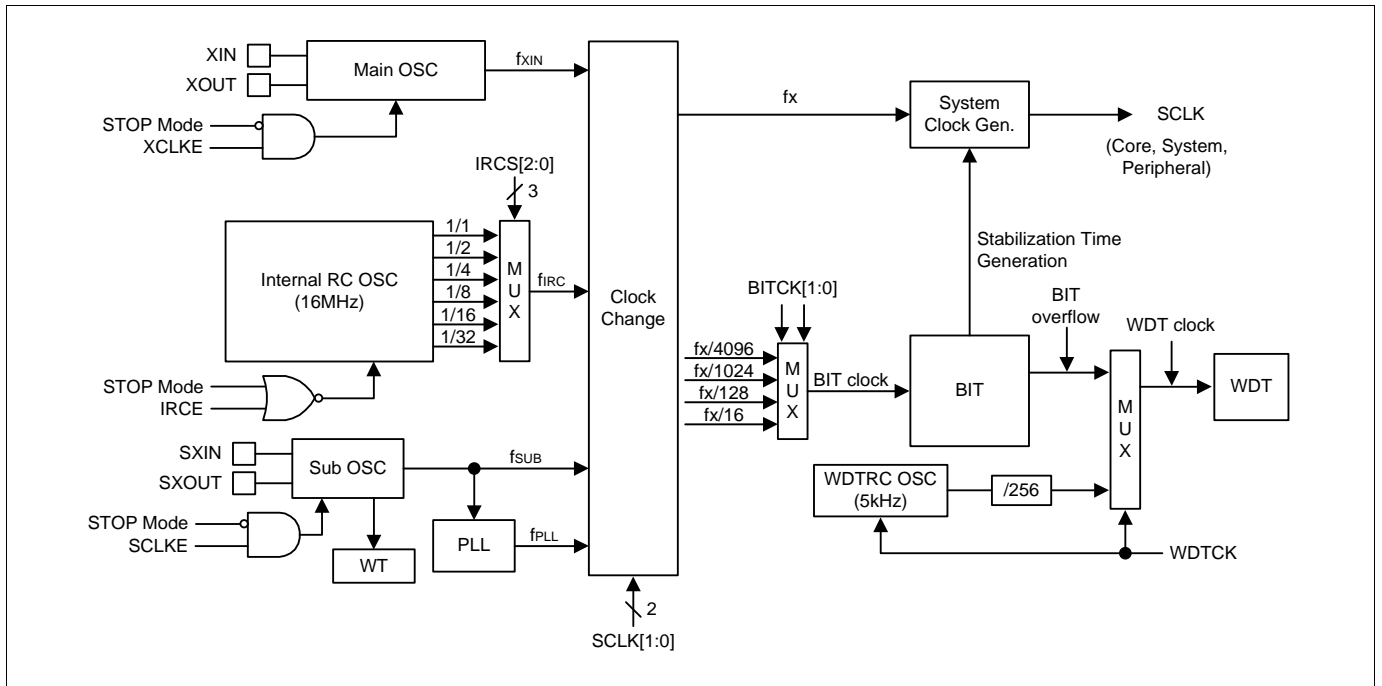 XIN
XOUT
Main OSC
fXIN
STOP Mode
XCLKE
IRCS[2:0]
3
Internal RC OSC
(16MHz)
1/1
1/2
1/4
1/8
1/16
1/32
M
U
X
fIRC
STOP Mode
IRCE
SXIN
SXOUT
Sub OSC
fSUB
STOP Mode
SCLKE
WT
PLL
fPLL
Clock
Change
2
SCLK[1:0]
fx
System
Clock Gen.
SCLK
(Core, System,
Peripheral)
Stabilization Time
Generation
BITCK[1:0]
fx/4096
fx/1024
fx/128
fx/16
M
U
X
BIT clock
BIT
BIT
overflow
WDT clock
M
U
X
WDT
WDTRC OSC
(5kHz)
/256
WDTCK